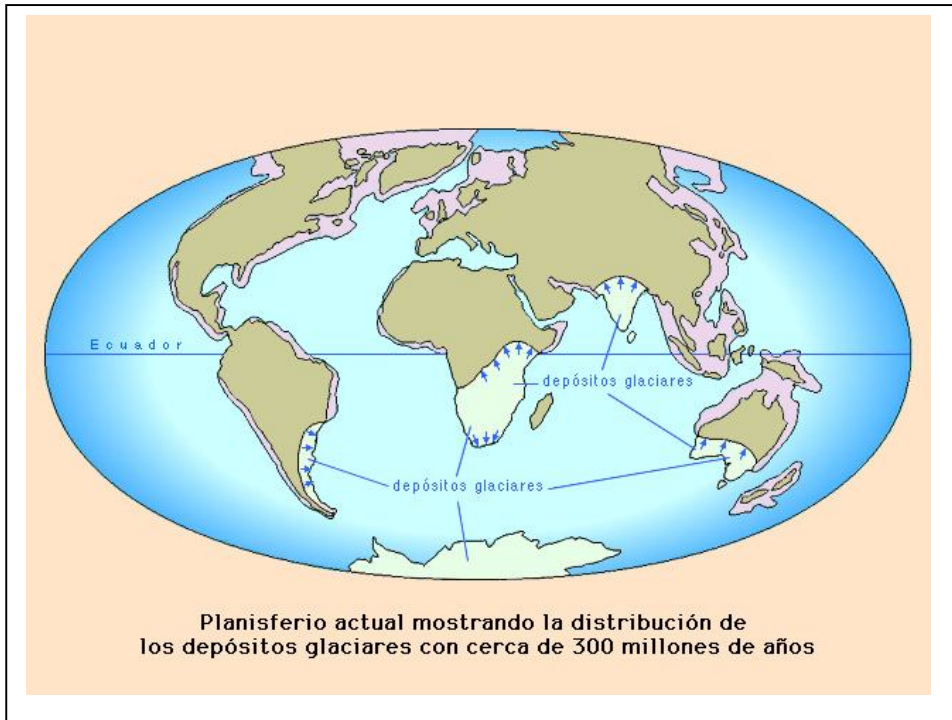 Ecuador
depósitos glaciares
depósitos glaciares
Planisferio actual mostrando la distribución de
los depósitos glaciares con cerca de 300 millones de años